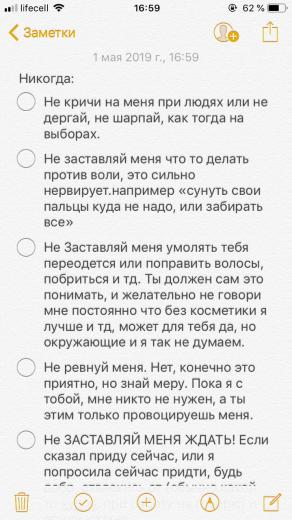 lifecell
16:59
62 %
Заметки
1 мая 2019 г., 16:59
Никогда:
Не кричи на меня при людях или не
дергай, не шарпай, как тогда на
выборах.
Не заставляй меня что то делать
против воли, это сильно
нервирует.например «сунуть свои
пальцы куда не надо, или забирать
все»
Не Заставляй меня умолять тебя
переодется или поправить волосы,
побриться и тд. Ты должен сам это
понимать, и желательно не говори
мне постоянно что без косметики я
лучше и тд, может для тебя да, но
окружающие и я так не думаем.
Не ревнуй меня. Нет, конечно это
приятно, но знай меру. Пока я с
тобой, мне никто не нужен, а ты
этим только провоцируешь меня.
Не ЗАСТАВЛЯЙ МЕНЯ ЖДАТЬ! Если
сказал приду сейчас, или я
попросила сейчас придти, будь